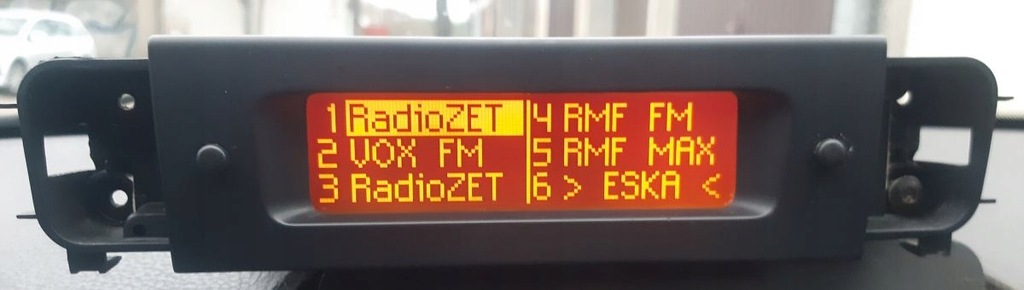 1 RadioZET
2 VOX FM
3 RadioZET
4 RMF FM
5 RMF MAX
6 > ESKA <